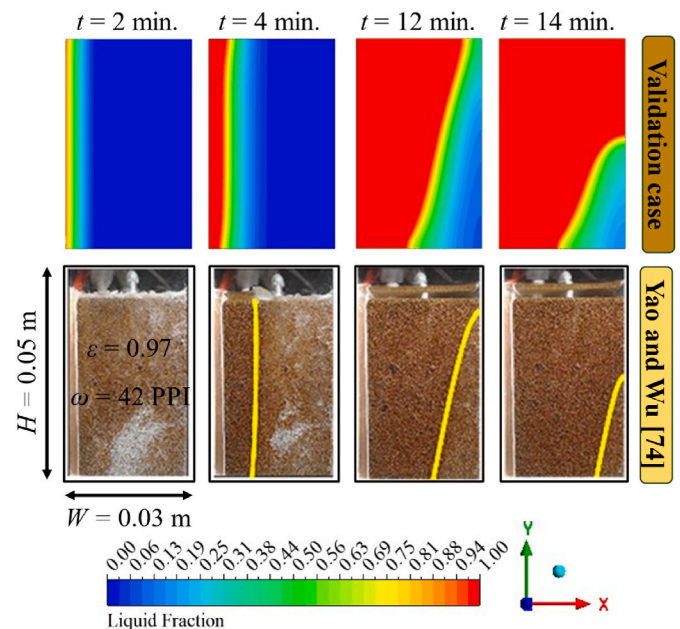 t = 2 min.
t = 4 min.
t = 12 min.
t = 14 min.
Validation case
H = 0.05 m
ε = 0.97
ω = 42 PPI
Yao and Wu [74]
W = 0.03 m
0.00
0.06
0.13
0.19
0.25
0.31
0.38
0.44
0.50
0.56
0.63
0.69
0.75
0.81
0.88
0.94
1.00
Liquid Fraction
Y
X